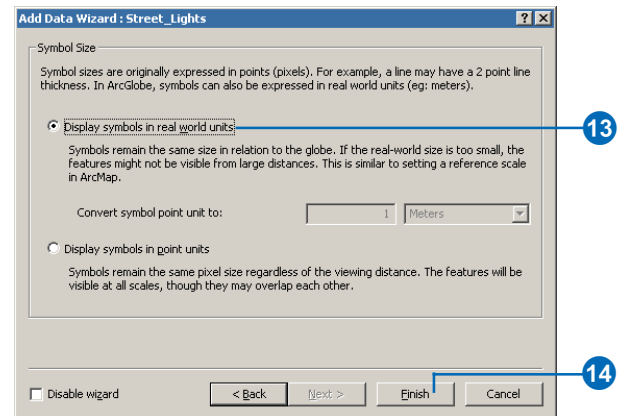 Add Data Wizard : Street_Lights
Symbol Size
Symbol sizes are originally expressed in points (pixels). For example, a line may have a 2 point line
thickness. In ArcGlobe, symbols can also be expressed in real world units (eg: meters).
Display symbols in real world units
13
Symbols remain the same size in relation to the globe. If the real-world size is too small, the
features might not be visible from large distances. This is similar to setting a reference scale
in ArcMap.
Convert symbol point unit to:
1
Meters
Display symbols in point units
Symbols remain the same pixel size regardless of the viewing distance. The features will be
visible at all scales, though they may overlap each other.
14
Disable wizard
< Back
Next >
Finish
Cancel